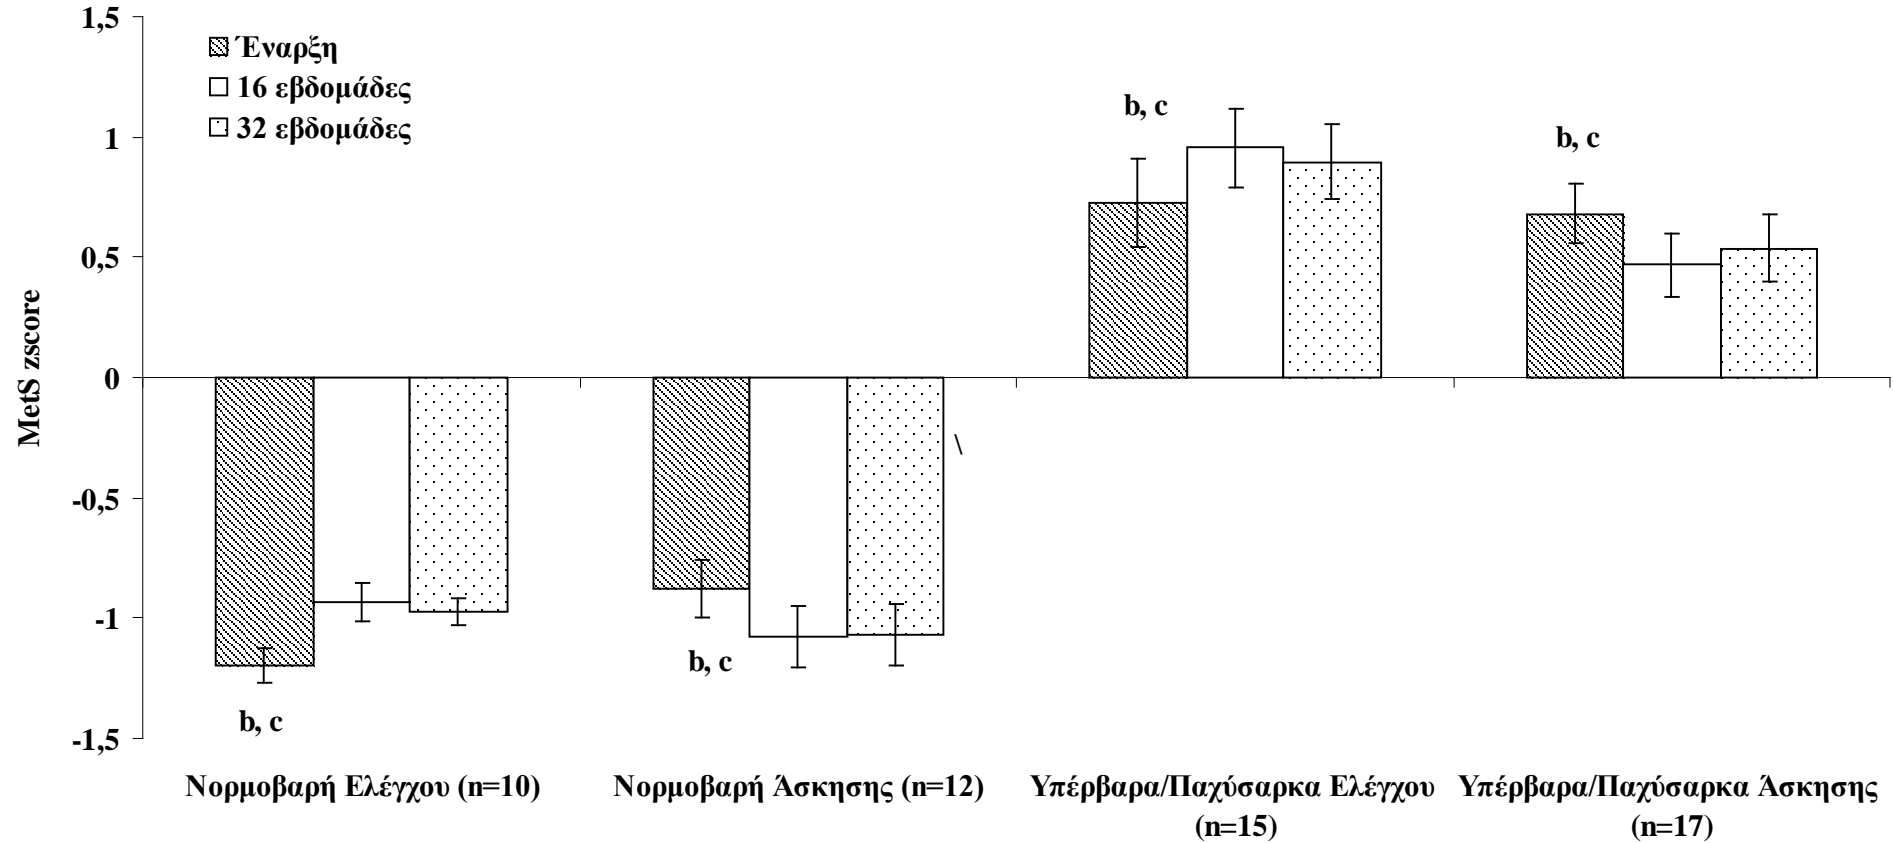 1,5
1
0,5
0
-0,5
-1
-1,5
MetS zscore
Έναρξη
16 εβδομάδες
32 εβδομάδες
b, c
b, c
b, c
b, c
\
Νορμοβαρή Ελέγχου (n=10)
Νορμοβαρή Άσκησης (n=12)
Υπέρβαρα/Παχύσαρκα Ελέγχου
(n=15)
Υπέρβαρα/Παχύσαρκα Άσκησης
(n=17)